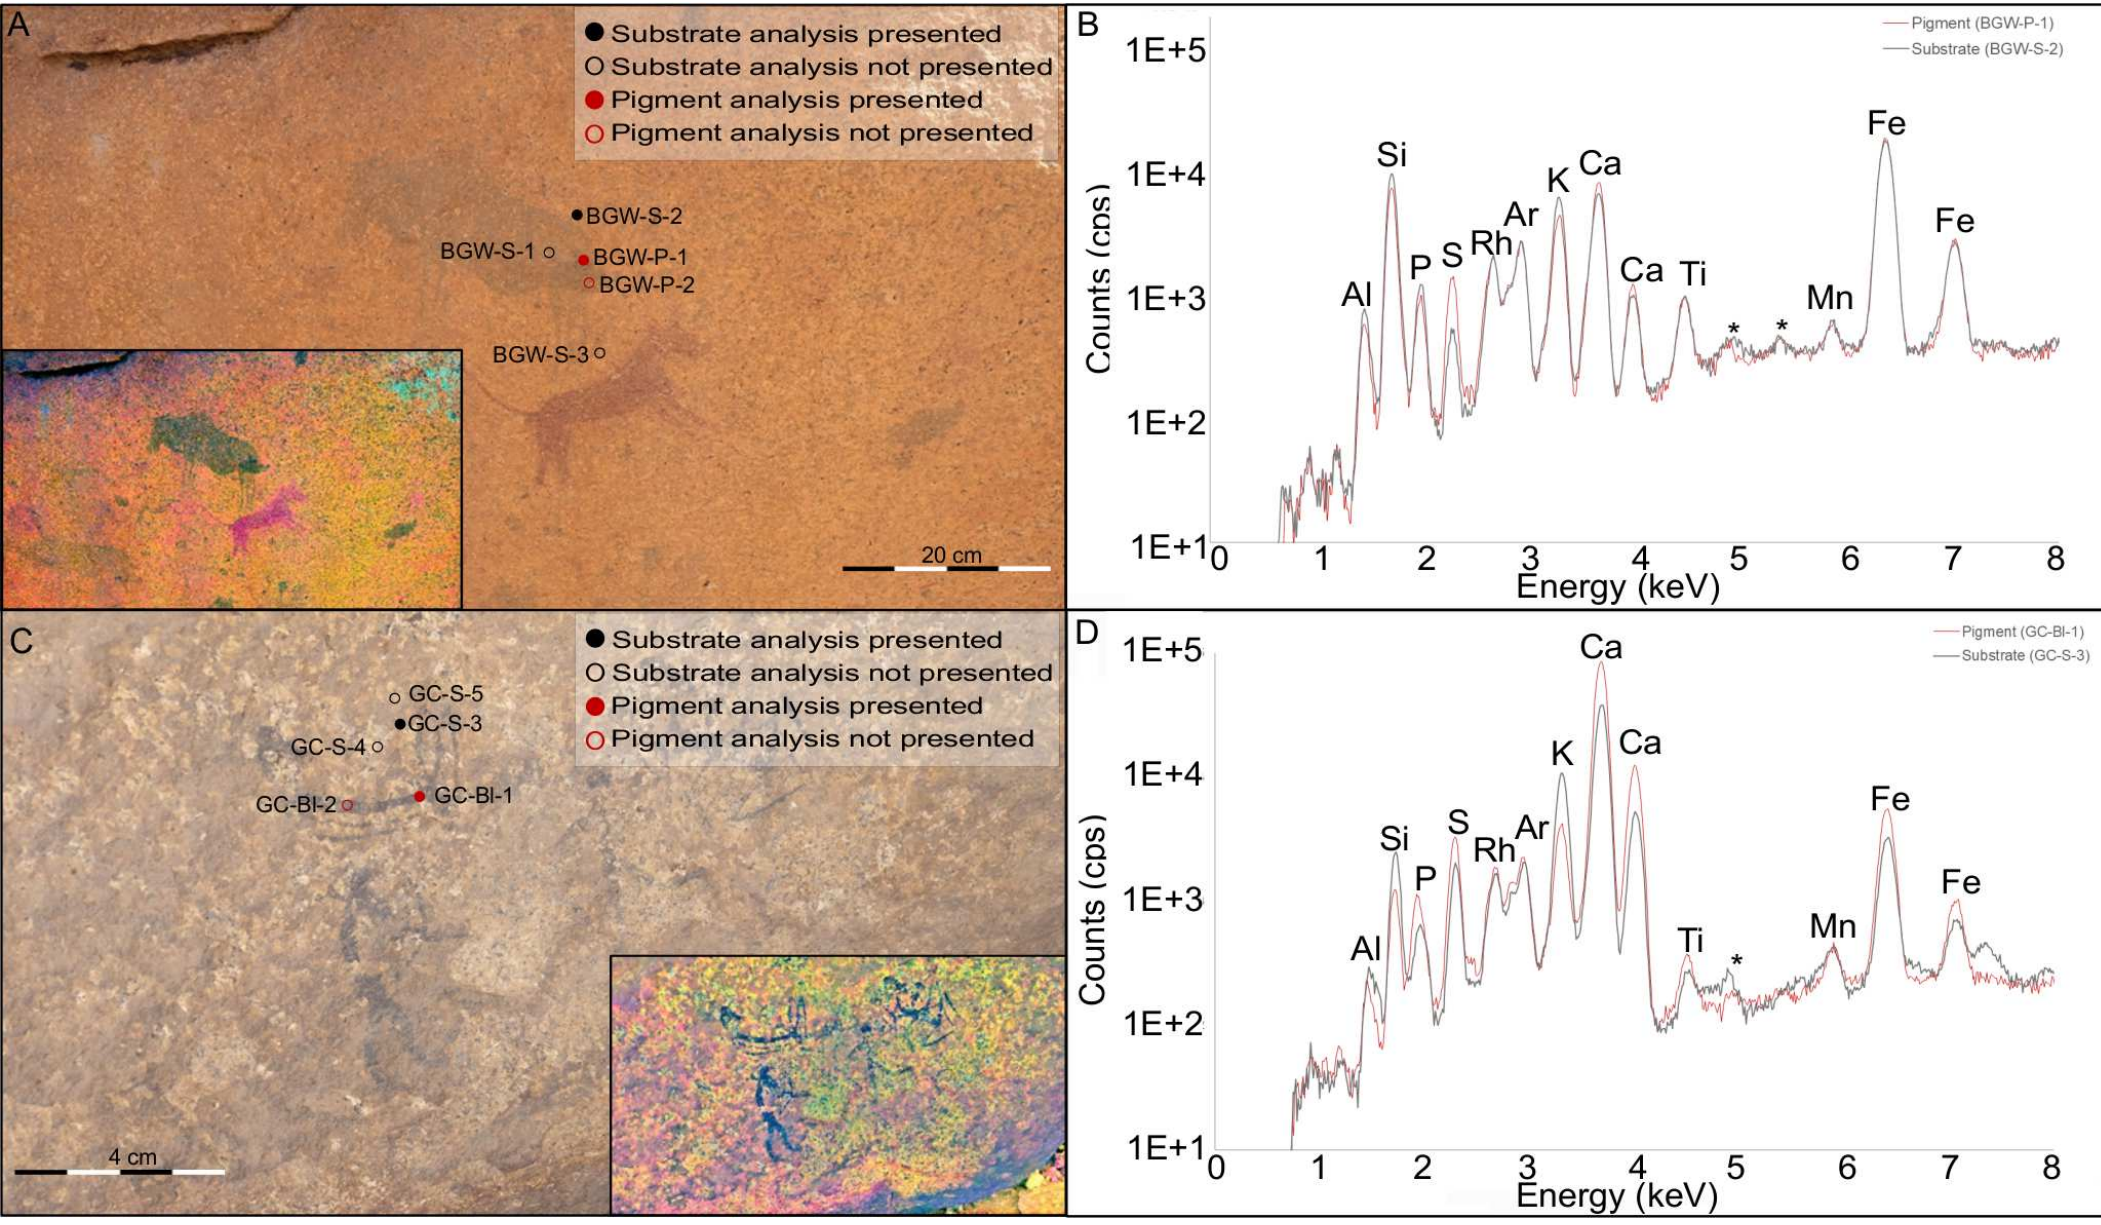 A
Substrate analysis presented
Substrate analysis not presented
Pigment analysis presented
Pigment analysis not presented
BGW-S-2
BGW-S-1
BGW-P-1
BGW-P-2
BGW-S-3
20 cm
B
Pigment (BGW-P-1)
Substrate (BGW-S-2)
1E+5
1E+4
1E+3
1E+2
1E+1
Counts (cps)
Al
Si
P
S
Rh
Ar
K
Ca
Ca
Ti
*
*
Mn
Fe
Fe
0 1 2 3 4 5 6 7 8
Energy (keV)
C
Substrate analysis presented
Substrate analysis not presented
Pigment analysis presented
Pigment analysis not presented
GC-S-5
GC-S-3
GC-S-4
GC-Bl-2
GC-Bl-1
4 cm
D
Pigment (GC-Bl-1)
Substrate (GC-S-3)
1E+5
1E+4
1E+3
1E+2
1E+1
Counts (cps)
Al
Si
P
S
Rh
Ar
K
Ca
Ca
Ti
*
Mn
Fe
Fe
0 1 2 3 4 5 6 7 8
Energy (keV)